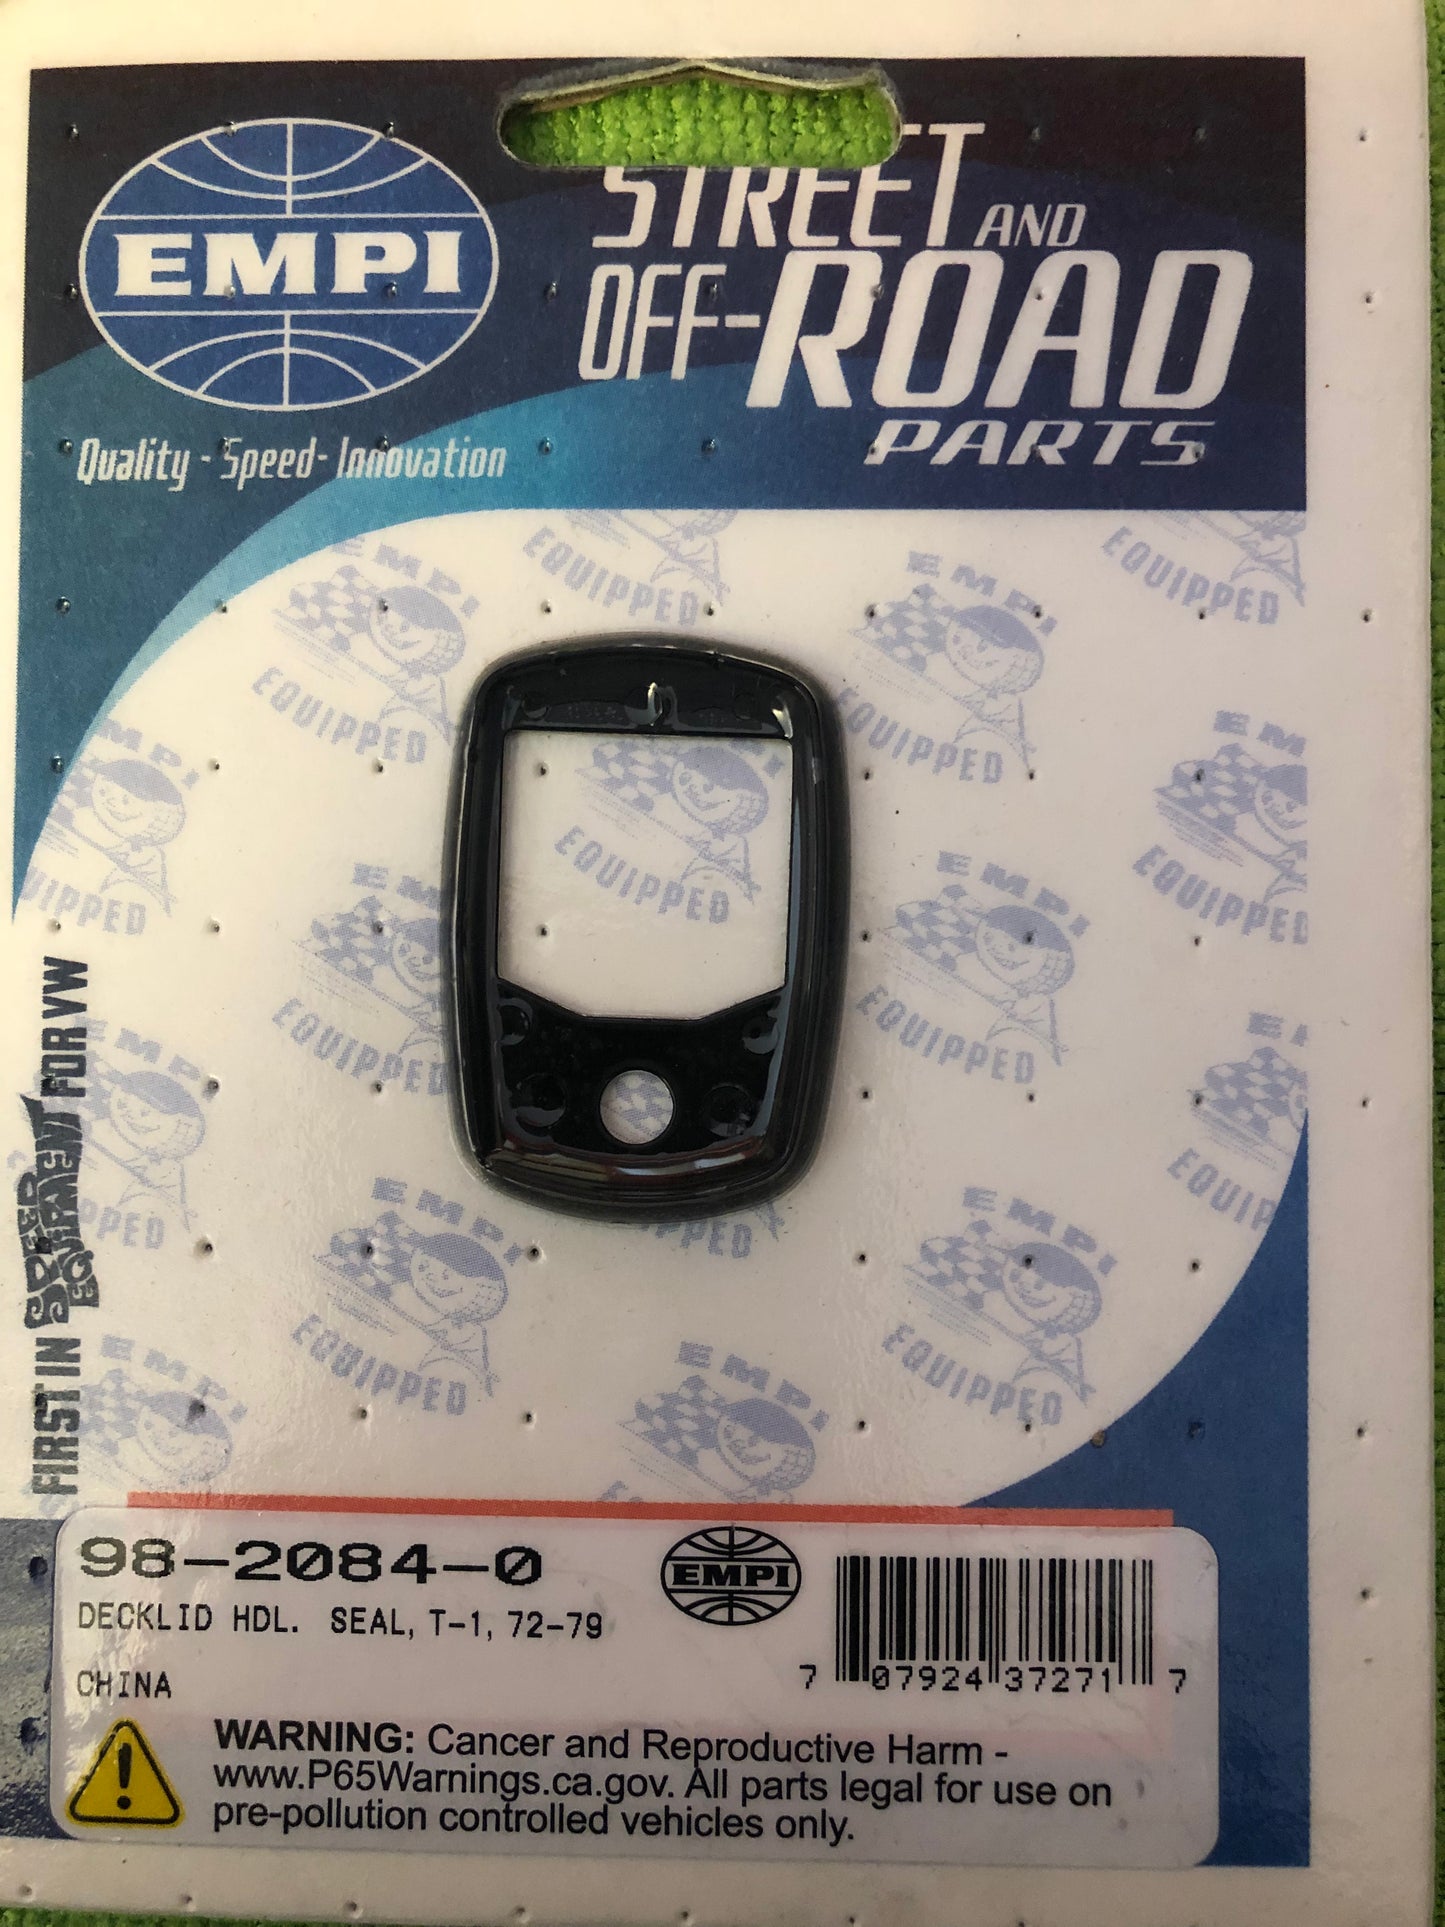 EMPI
STREET AND
OFF-ROAD
PARTS
Quality - Speed - Innovation
EMPI
EQUIPPED
FIRST IN SPEED EQUIPMENT FOR VW
98-2084-0
EMPI
DECKLID HDL. SEAL, T-1, 72-79
CHINA
7 07924 37271 7
WARNING: Cancer and Reproductive Harm -
www.P65Warnings.ca.gov. All parts legal for use on
pre-pollution controlled vehicles only.